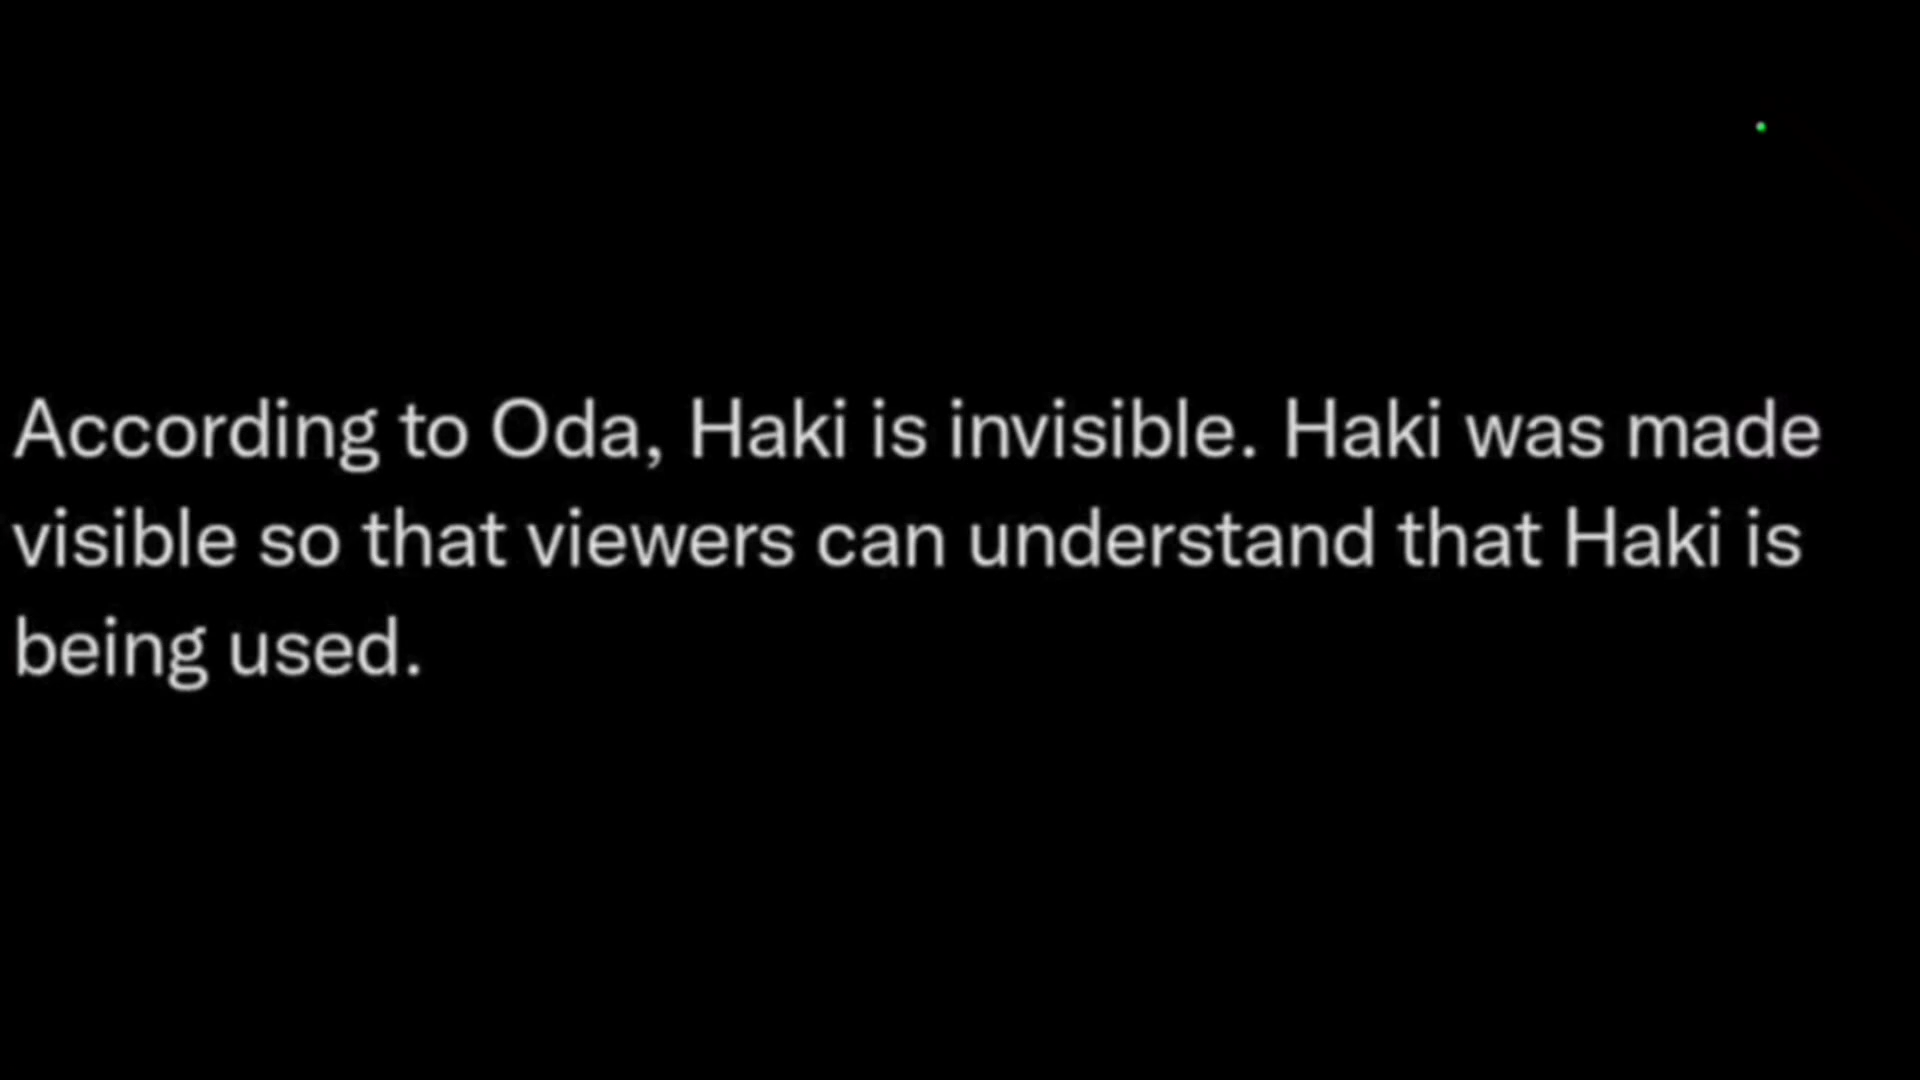 According to Oda, Haki is invisible. Haki was made
visible so that viewers can understand that Haki is
being used.